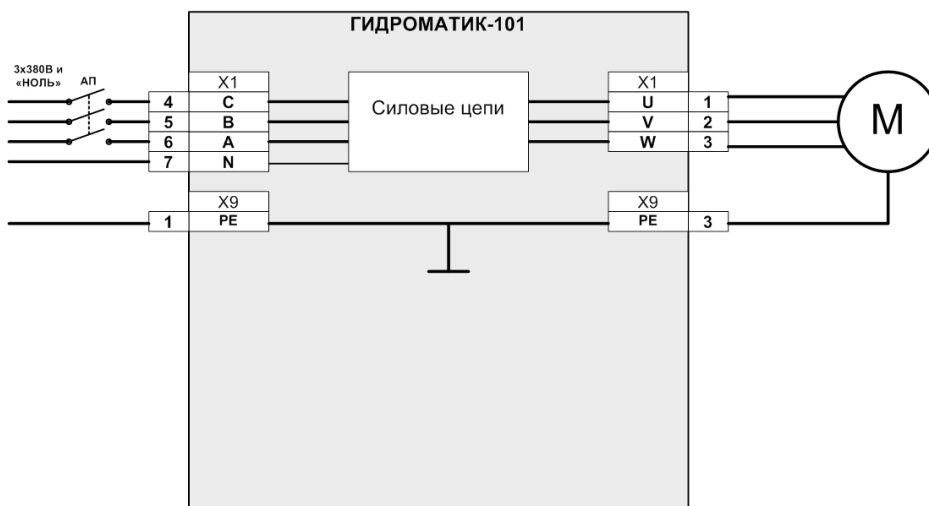 ГИДРОМАТИК-101
3х380В и
«НОЛЬ»
АП
X1
4 C
5 B
6 A
7 N
Силовые цепи
X1
U 1
V 2
W 3
M
X9
1 PE
X9
PE 3